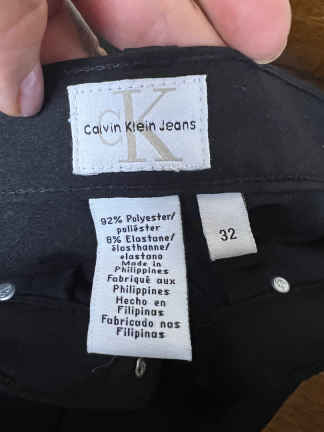 CK
Calvin Klein Jeans
92% Polyester/
poliéster
8% Elastane/
élasthanne/
elastano
Made in
Philippines
Fabriqué aux
Philippines
Hecho en
Filipinas
Fabricado nas
Filipinas
32